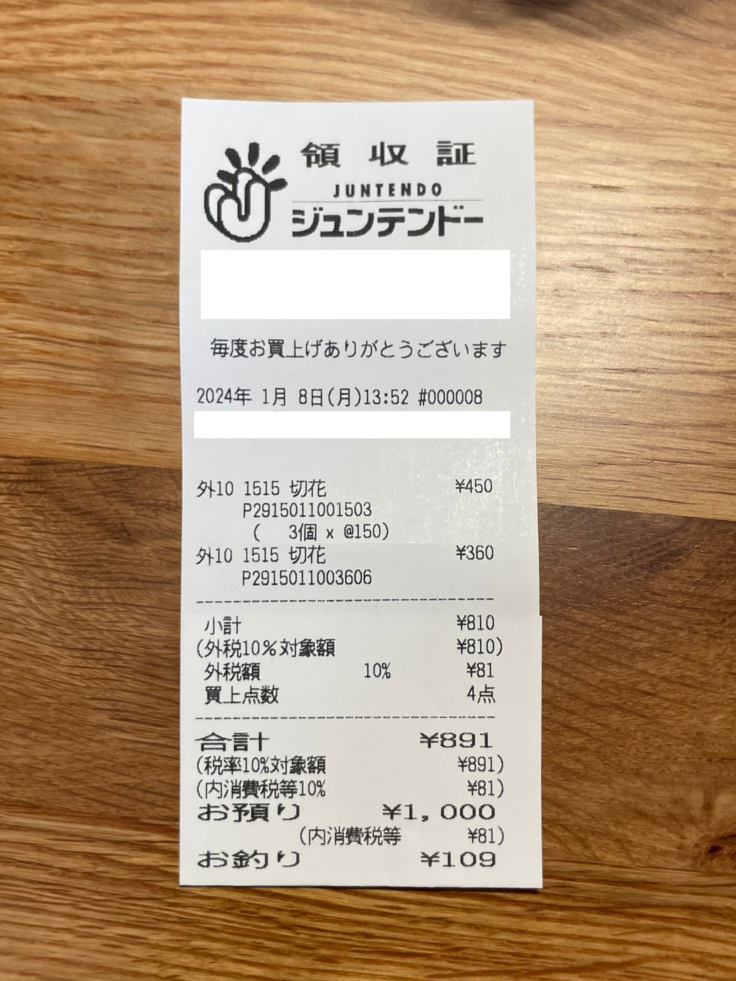 領収証
JUNTENDO
ジュンテンドー
毎度お買上げありがとうございます
2024年 1月 8日(月)13:52 #000008
外10 1515 切花 ¥450
P2915011001503
( 3個 x @150)
外10 1515 切花 ¥360
P2915011003606
小計 ¥810
(外税10%対象額 ¥810)
外税額 10% ¥81
買上点数 4点
合計 ¥891
(税率10%対象額 ¥891)
(内消費税等10% ¥81)
お預り ¥1,000
(内消費税等 ¥81)
お釣り ¥109